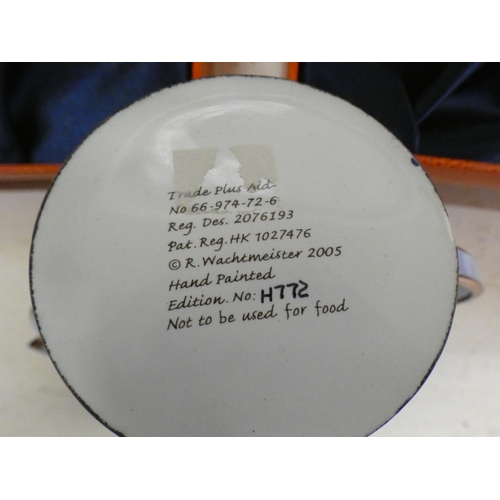 Trade Plus Aid
No 66-974-72-6
Reg. Des. 2076193
Pat. Reg. HK 1027476
© R. Wachtmeister 2005
Hand Painted
Edition. No: H772
Not to be used for food